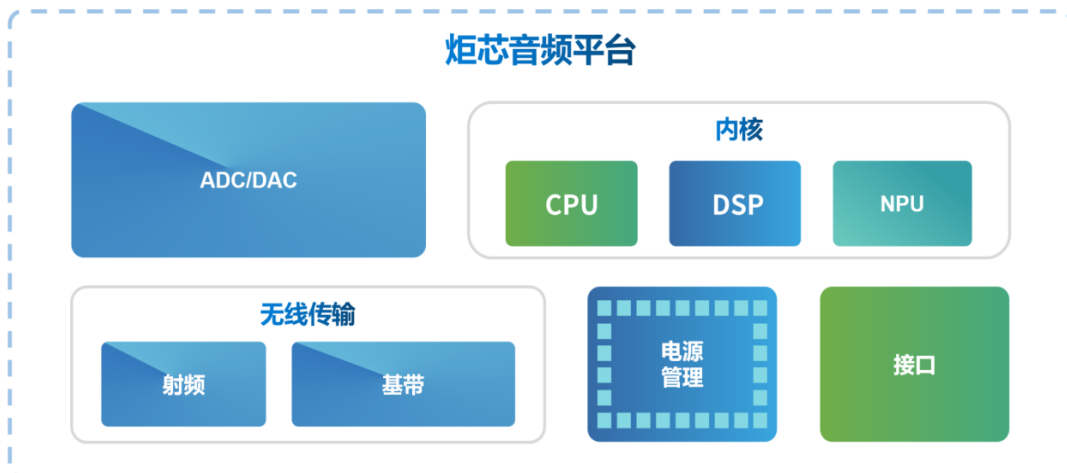 炬芯音频平台
ADC/DAC
内核
CPU
DSP
NPU
无线传输
射频
基带
电源
管理
接口